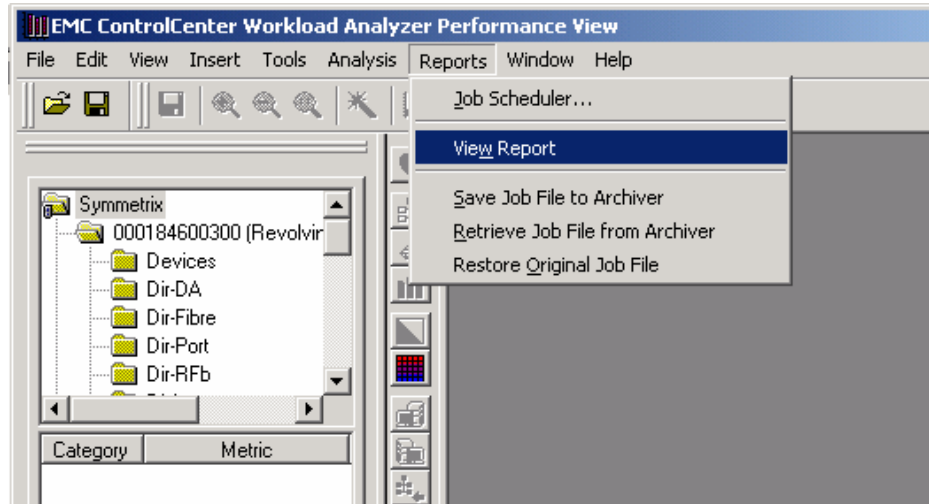 EMC ControlCenter Workload Analyzer Performance View
File Edit View Insert Tools Analysis Reports Window Help
Job Scheduler...
View Report
Save Job File to Archiver
Retrieve Job File from Archiver
Restore Original Job File
Symmetrix
000184600300 (Revolvir
Devices
Dir-DA
Dir-Fibre
Dir-Port
Dir-RFb
Category Metric